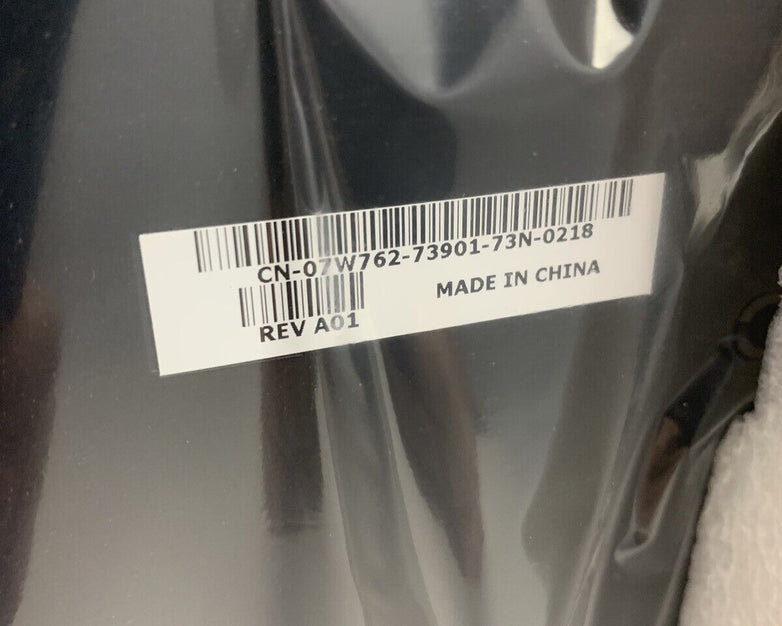 CN-07W762-73901-73N-0218
REV A01
MADE IN CHINA